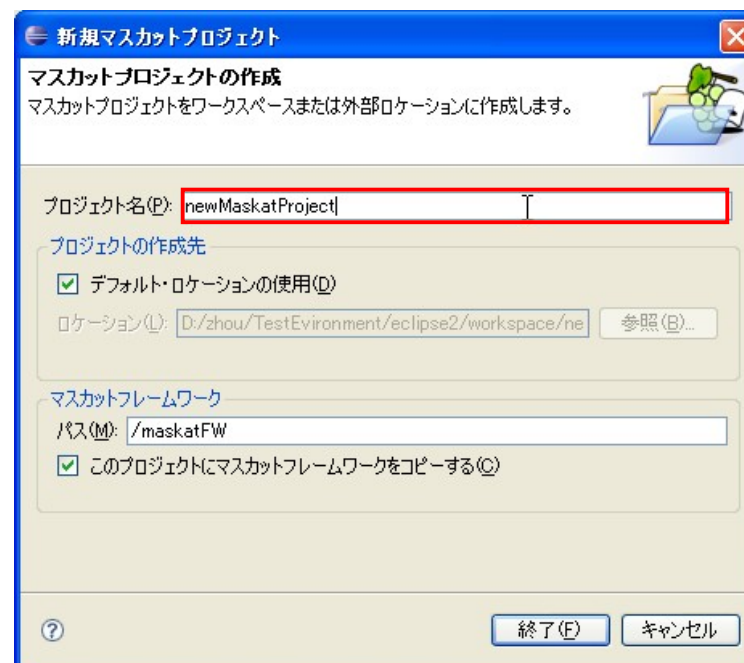 新規マスカットプロジェクト
マスカットプロジェクトの作成
マスカットプロジェクトをワークスペースまたは外部ロケーションに作成します。
プロジェクト名(P): newMaskatProject
プロジェクトの作成先
デフォルト・ロケーションの使用(D)
ロケーション(L): D:/zhou/TestEvironment/eclipse2/workspace/ne 参照(B)...
マスカットフレームワーク
パス(M): /maskatFW
このプロジェクトにマスカットフレームワークをコピーする(C)
終了(F) キャンセル